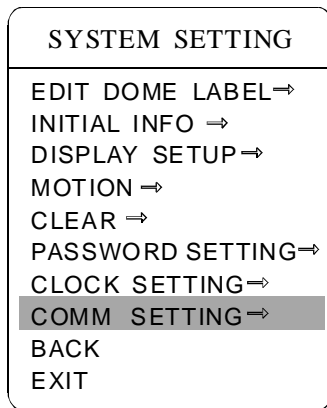 SYSTEM SETTING
EDIT DOME LABEL⇒
INITIAL INFO ⇒
DISPLAY SETUP⇒
MOTION ⇒
CLEAR ⇒
PASSWORD SETTING⇒
CLOCK SETTING⇒
COMM SETTING⇒
BACK
EXIT